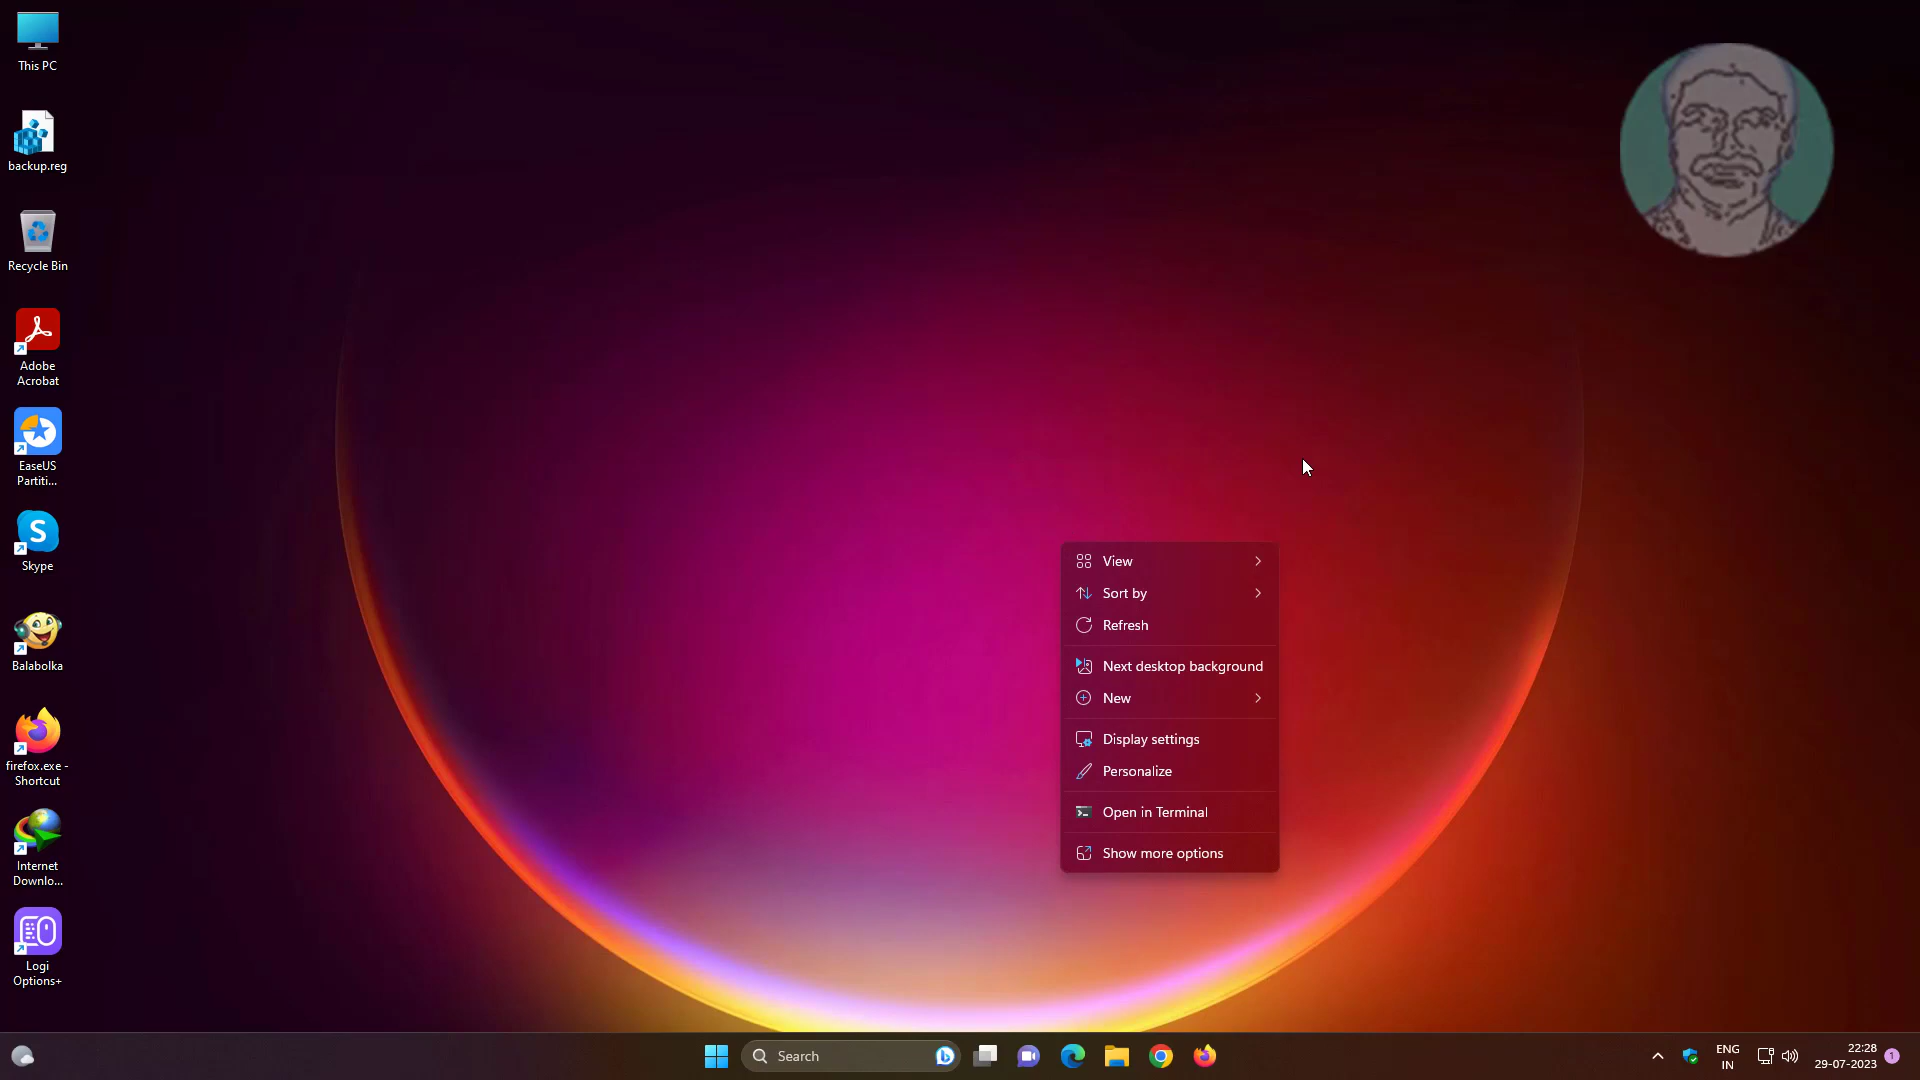 This PC
backup.reg
Recycle Bin
Adobe
Acrobat
EaseUS
Partiti...
S
Skype
Balabolka
firefox.exe -
Shortcut
Internet
Downlo...
Logi
Options+
View
Sort by
Refresh
Next desktop background
New
Display settings
Personalize
Open in Terminal
Show more options
Search
ENG
IN
22:28
29-07-2023
1